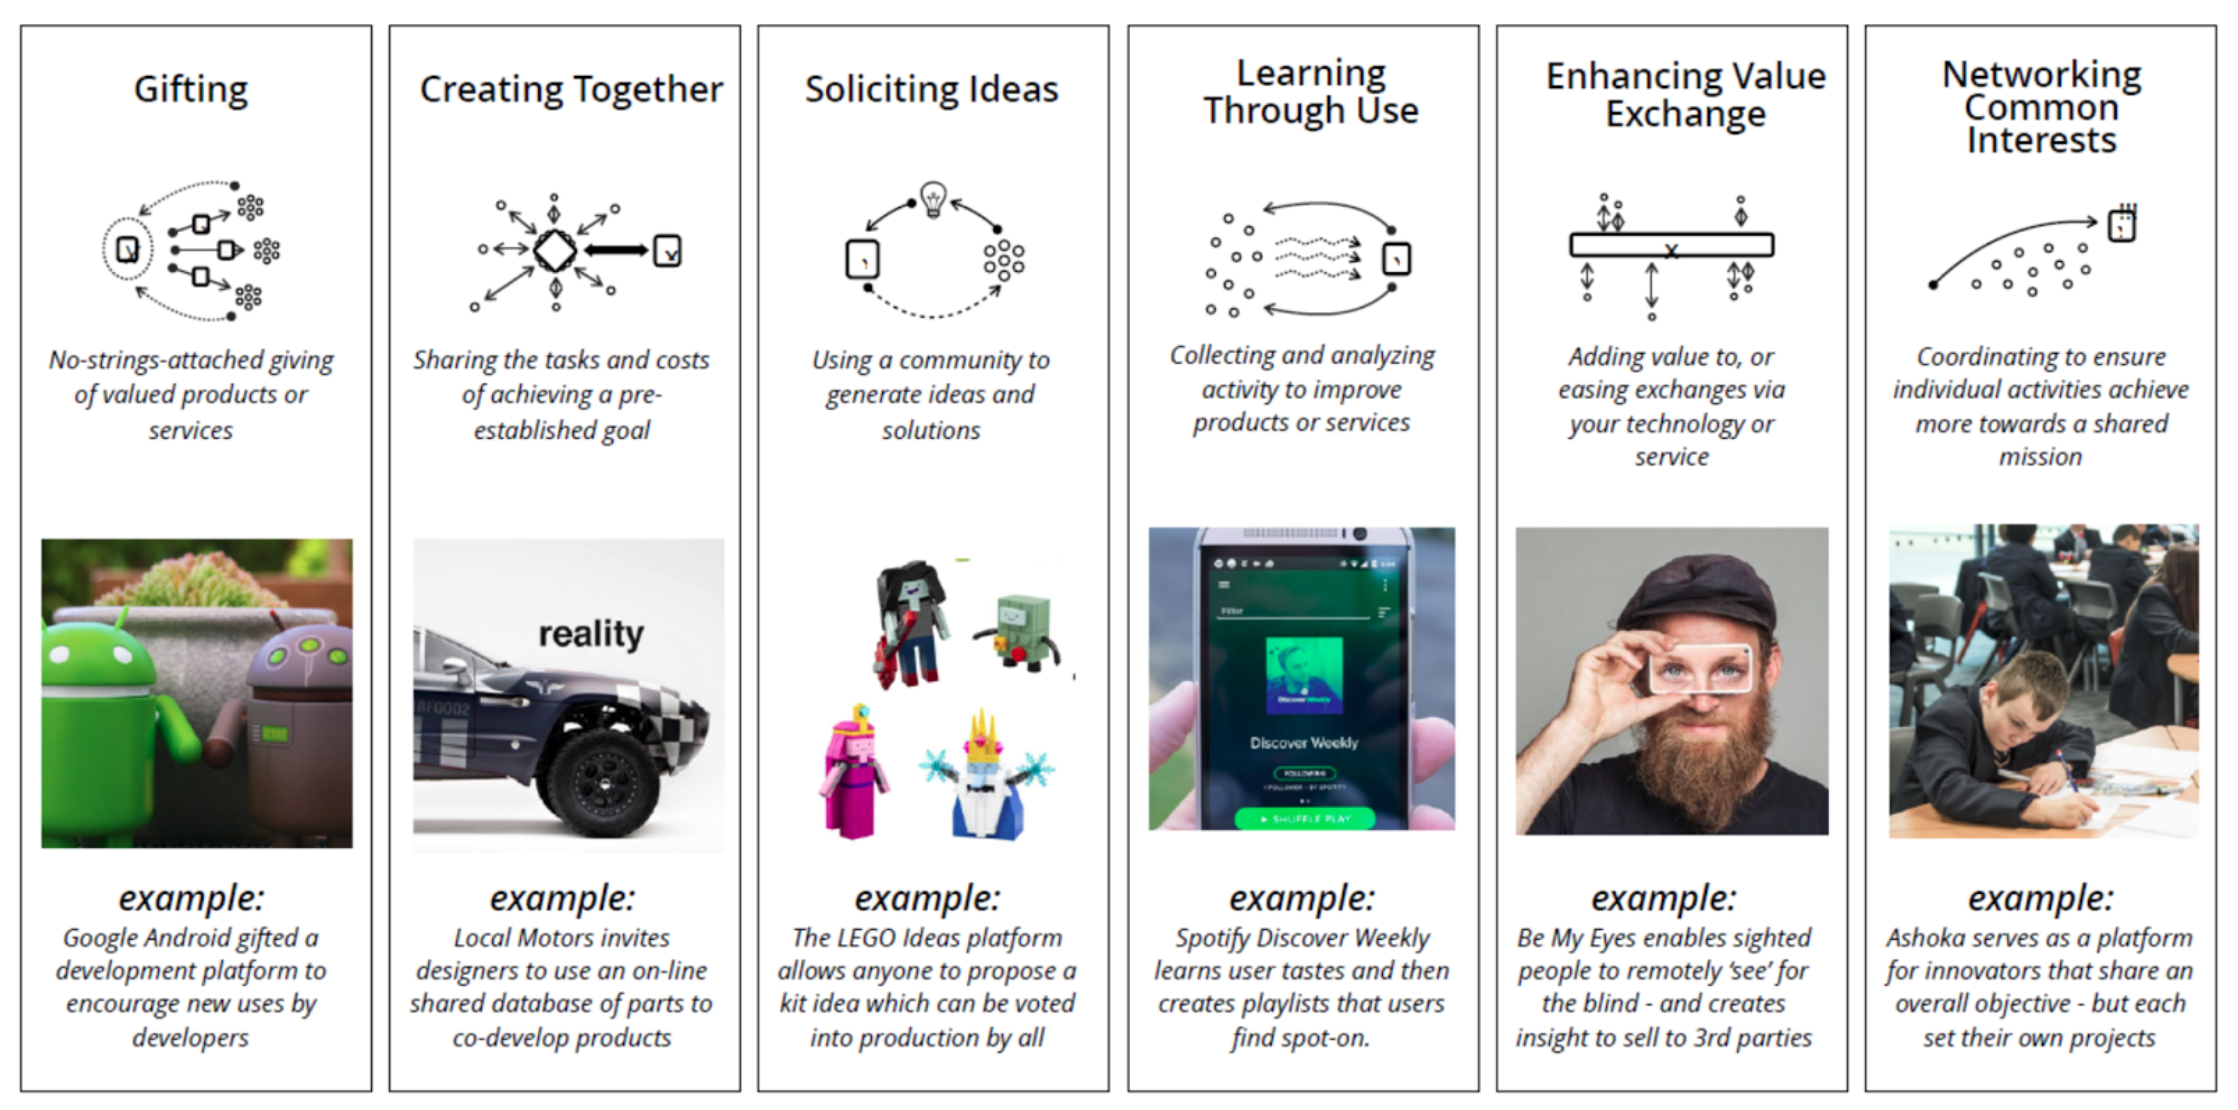 Gifting
No-strings-attached giving
of valued products or
services
example:
Google Android gifted a
development platform to
encourage new uses by
developers
Creating Together
Sharing the tasks and costs
of achieving a pre-
established goal
reality
example:
Local Motors invites
designers to use an on-line
shared database of parts to
co-develop products
Soliciting Ideas
Using a community to
generate ideas and
solutions
example:
The LEGO Ideas platform
allows anyone to propose a
kit idea which can be voted
into production by all
Learning
Through Use
Collecting and analyzing
activity to improve
products or services
Filter
Discover Weekly
Discover Weekly
FOLLOWING
1 FOLLOWER · BY SPOTIFY
SHUFFLE PLAY
example:
Spotify Discover Weekly
learns user tastes and then
creates playlists that users
find spot-on.
Enhancing Value
Exchange
x
Adding value to, or
easing exchanges via
your technology or
service
example:
Be My Eyes enables sighted
people to remotely ‘see’ for
the blind - and creates
insight to sell to 3rd parties
Networking
Common
Interests
Coordinating to ensure
individual activities achieve
more towards a shared
mission
example:
Ashoka serves as a platform
for innovators that share an
overall objective - but each
set their own projects